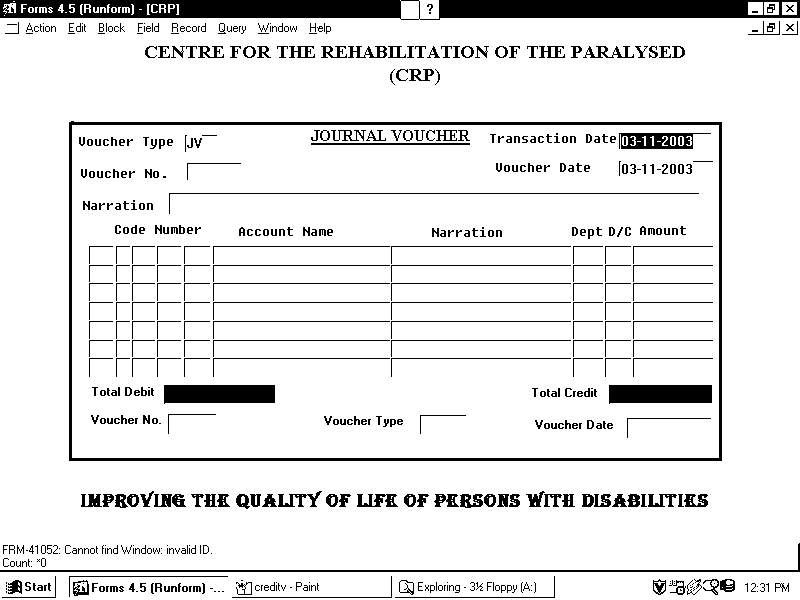 Forms 4.5 (Runform) - [CRP]
?
Action Edit Block Field Record Query Window Help
CENTRE FOR THE REHABILITATION OF THE PARALYSED
(CRP)
Voucher Type JV JOURNAL VOUCHER Transaction Date 03-11-2003
Voucher No. Voucher Date 03-11-2003
Narration
Code Number Account Name Narration Dept D/C Amount
Total Debit Total Credit
Voucher No. Voucher Type Voucher Date
IMPROVING THE QUALITY OF LIFE OF PERSONS WITH DISABILITIES
FRM-41052: Cannot find Window: invalid ID.
Count: *0
Start Forms 4.5 (Runform) -... creditv - Paint Exploring - 3½ Floppy (A:) 12:31 PM